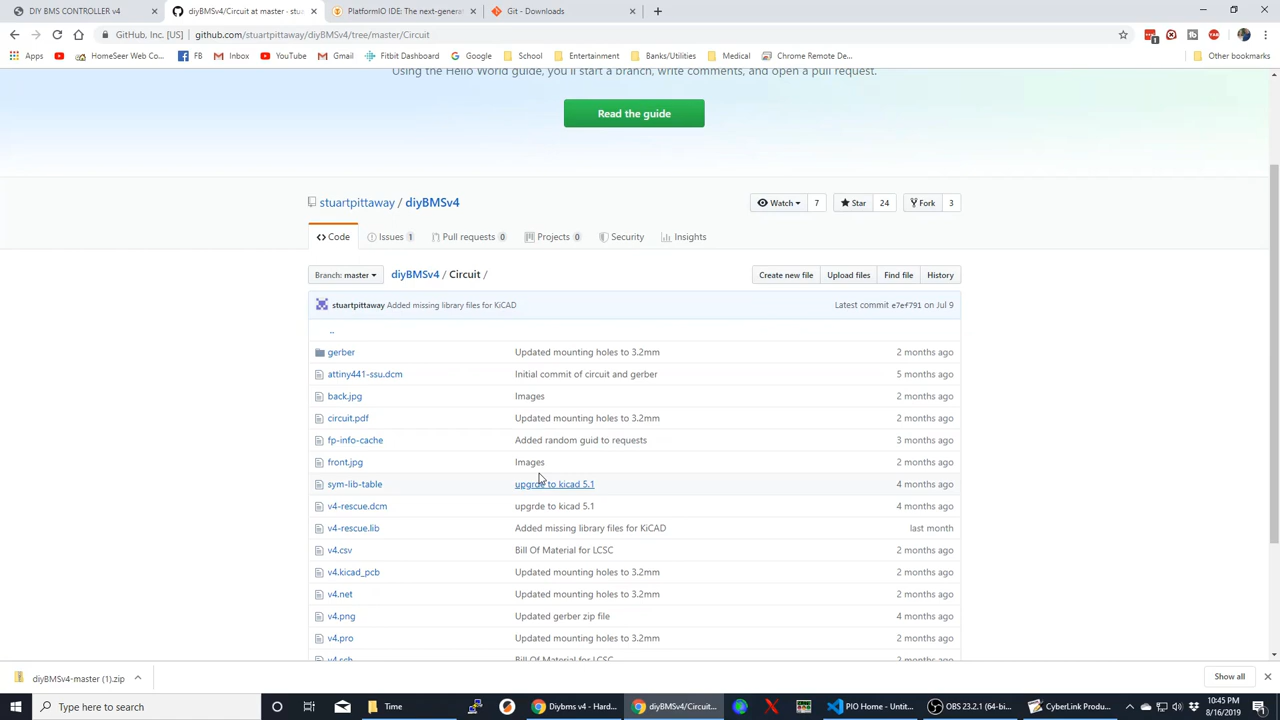 DIY BMS CONTROLLER v4
diyBMSv4/Circuit at master · stua
PlatformIO IDE: The next-generat
Git - Downloads
GitHub, Inc. [US] | github.com/stuartpittaway/diyBMSv4/tree/master/Circuit
Apps
HomeSeer Web Co...
FB
Inbox
YouTube
Gmail
Fitbit Dashboard
School
Entertainment
Banks/Utilities
Medical
Chrome Remote De...
Other bookmarks
Using the Hello World guide, you'll start a branch, write comments, and open a pull request.
Read the guide
stuartpittaway / diyBMSv4
Watch 7 Star 24 Fork 3
Code Issues 1 Pull requests 0 Projects 0 Security Insights
Branch: master diyBMSv4 / Circuit / Create new file Upload files Find file History
stuartpittaway Added missing library files for KiCAD Latest commit e7ef791 on Jul 9
..
gerber Updated mounting holes to 3.2mm 2 months ago
attiny441-ssu.dcm Initial commit of circuit and gerber 5 months ago
back.jpg Images 2 months ago
circuit.pdf Updated mounting holes to 3.2mm 2 months ago
fp-info-cache Added random guid to requests 3 months ago
front.jpg Images 2 months ago
sym-lib-table upgrde to kicad 5.1 4 months ago
v4-rescue.dcm upgrde to kicad 5.1 4 months ago
v4-rescue.lib Added missing library files for KiCAD last month
v4.csv Bill Of Material for LCSC 2 months ago
v4.kicad_pcb Updated mounting holes to 3.2mm 2 months ago
v4.net Updated mounting holes to 3.2mm 2 months ago
v4.png Updated gerber zip file 4 months ago
v4.pro Updated mounting holes to 3.2mm 2 months ago
v4.sch Bill Of Material for LCSC 2 months ago
diyBMSv4-master (1).zip
Show all
Type here to search
Time
Diybms v4 - Hard...
diyBMSv4/Circuit...
PIO Home - Untit...
OBS 23.2.1 (64-bi...
CyberLink Produc...
10:45 PM
8/16/2019